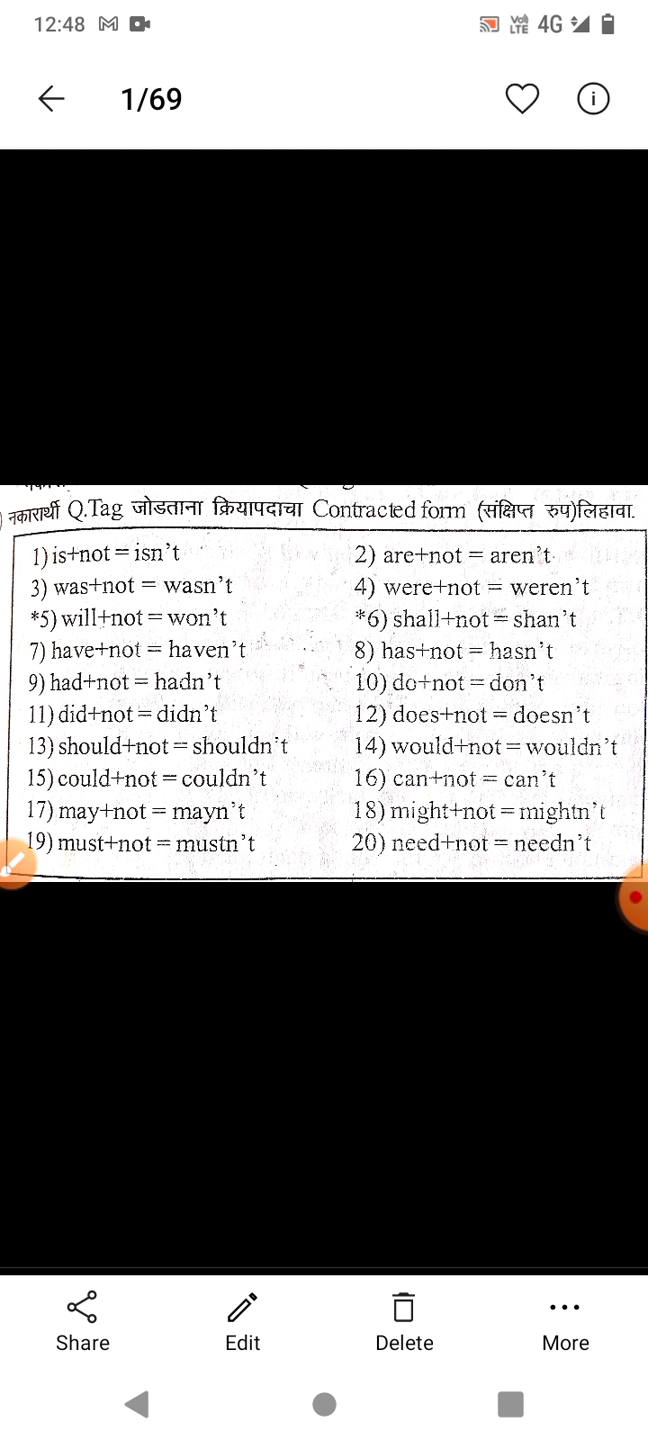 12:48 Vol LTE 4G
1/69
नकारार्थी Q.Tag जोडताना क्रियापदाचा Contracted form (संक्षिप्त रुप)लिहावा.
1) is+not = isn't 2) are+not = aren't
3) was+not = wasn't 4) were+not = weren't
*5) will+not = won't *6) shall+not = shan't
7) have+not = haven't 8) has+not = hasn't
9) had+not = hadn't 10) do+not = don't
11) did+not = didn't 12) does+not = doesn't
13) should+not = shouldn't 14) would+not = wouldn't
15) could+not = couldn't 16) can+not = can't
17) may+not = mayn't 18) might+not = mightn't
19) must+not = mustn't 20) need+not = needn't
Share Edit Delete More